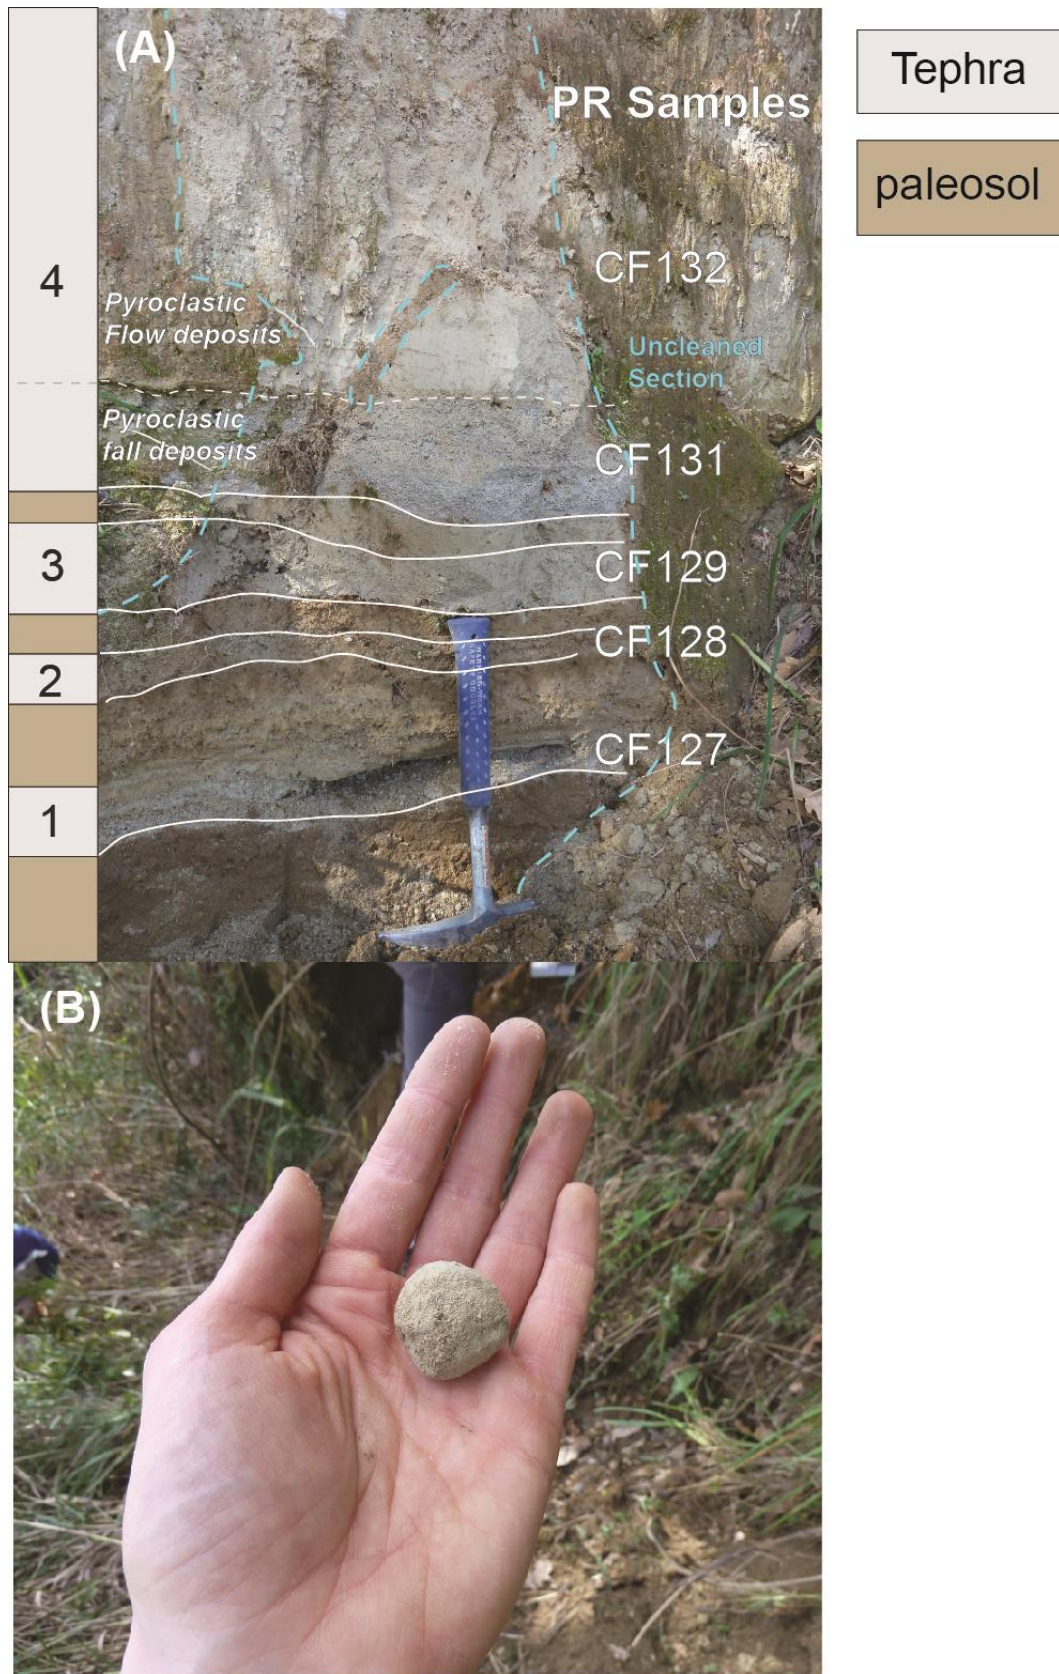 (A)
PR Samples
Tephra
paleosol
4
CF132
Pyroclastic
Flow deposits
Uncleaned
Section
Pyroclastic
fall deposits
CF131
3
CF129
CF128
2
CF127
1
(B)